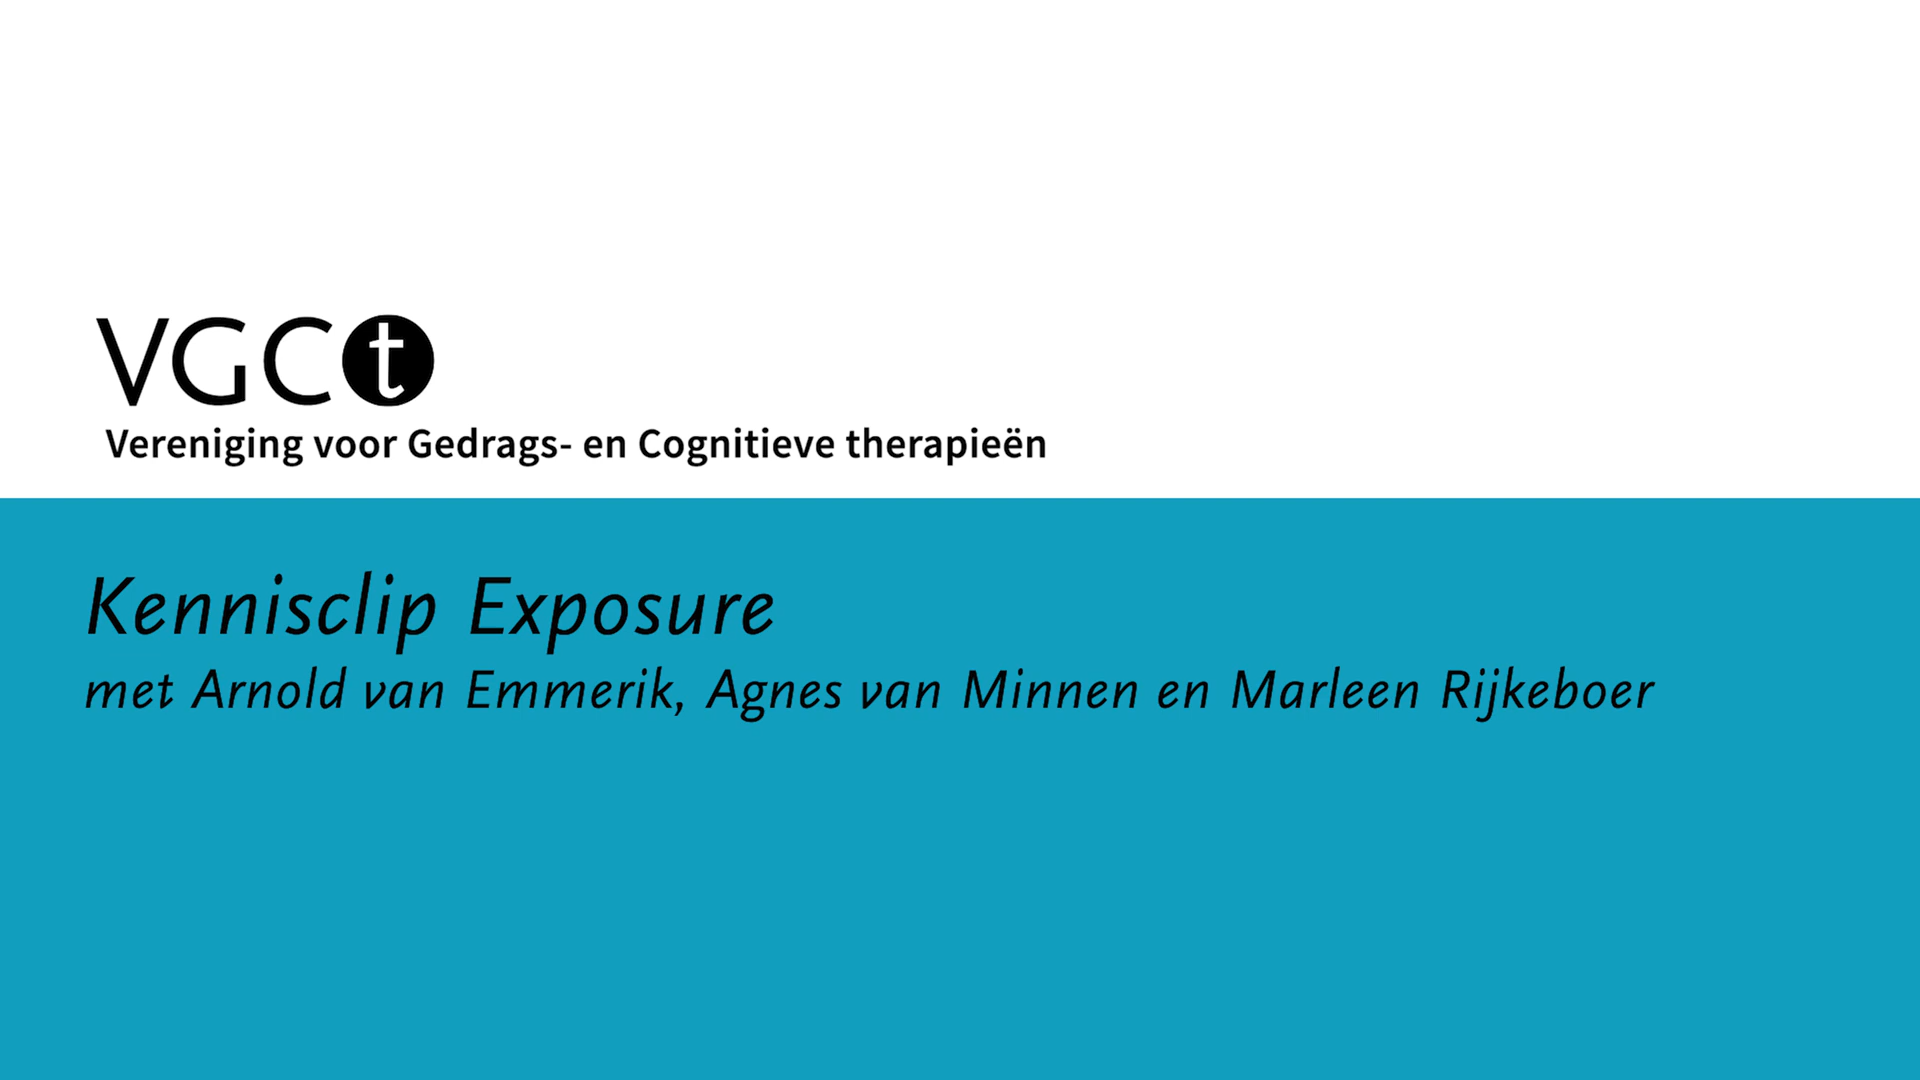 VGCt
Vereniging voor Gedrags- en Cognitieve therapieën
Kennisclip Exposure
met Arnold van Emmerik, Agnes van Minnen en Marleen Rijkeboer